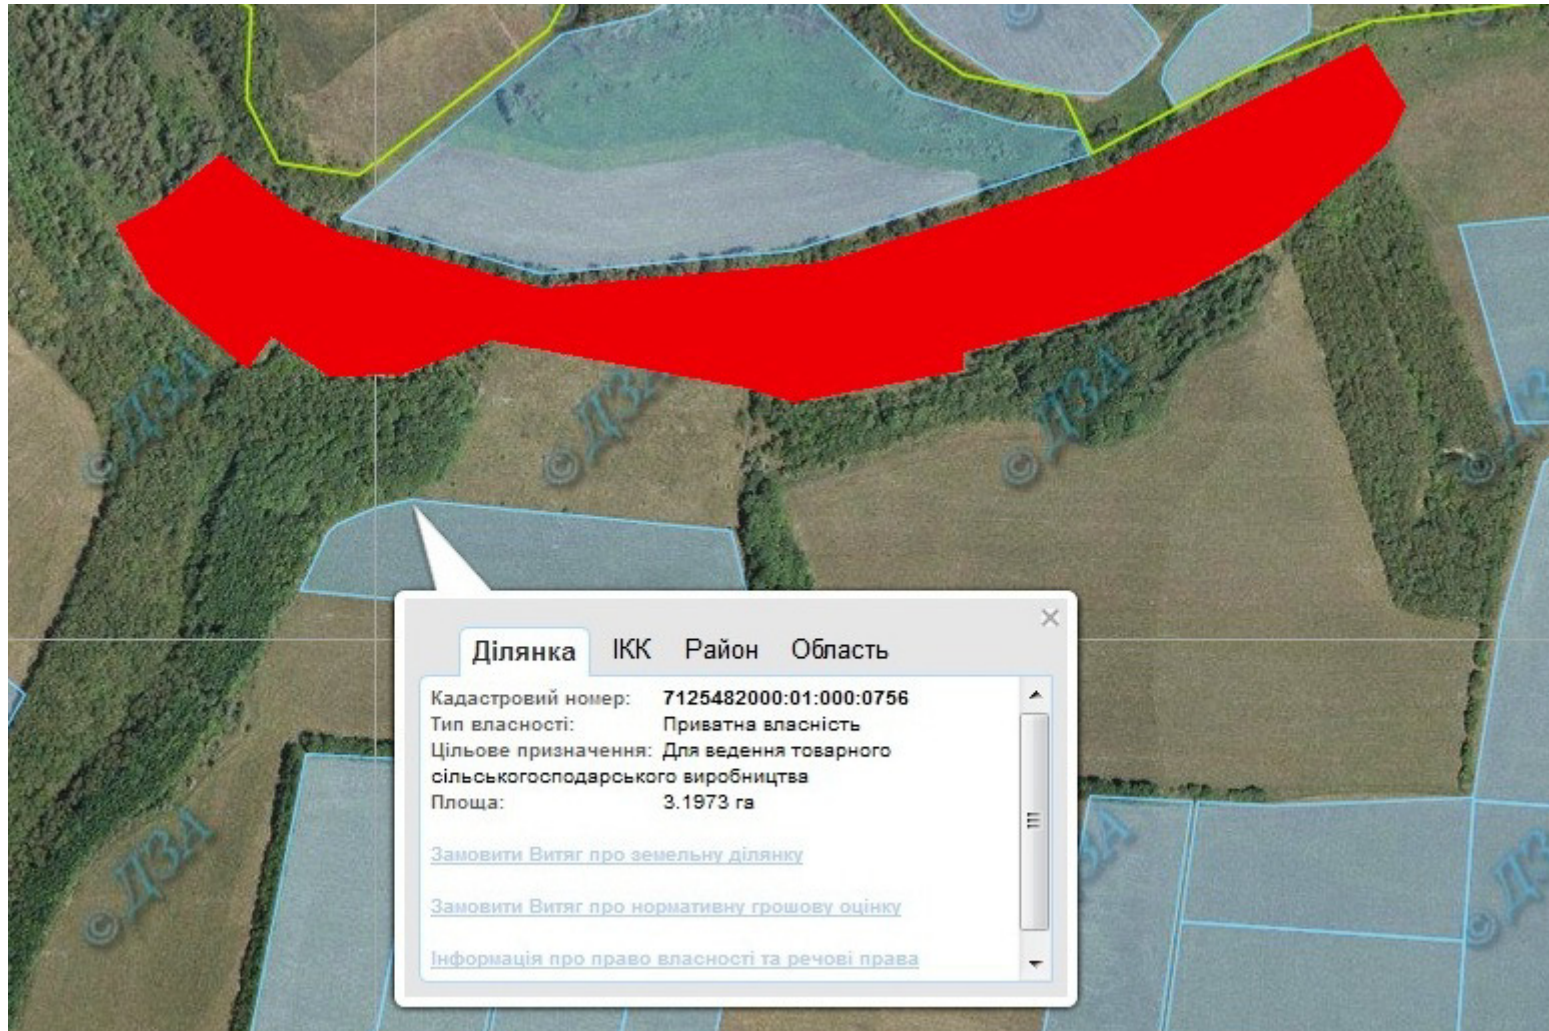 © ДЗА
© ДЗА
© ДЗА
Ділянка ІКК Район Область
Кадастровий номер: 7125482000:01:000:0756
Тип власності: Приватна власність
Цільове призначення: Для ведення товарного
сільськогосподарського виробництва
Площа: 3.1973 га
Замовити Витяг про земельну ділянку
Замовити Витяг про нормативну грошову оцінку
Інформація про право власності та речові права
© ДЗА